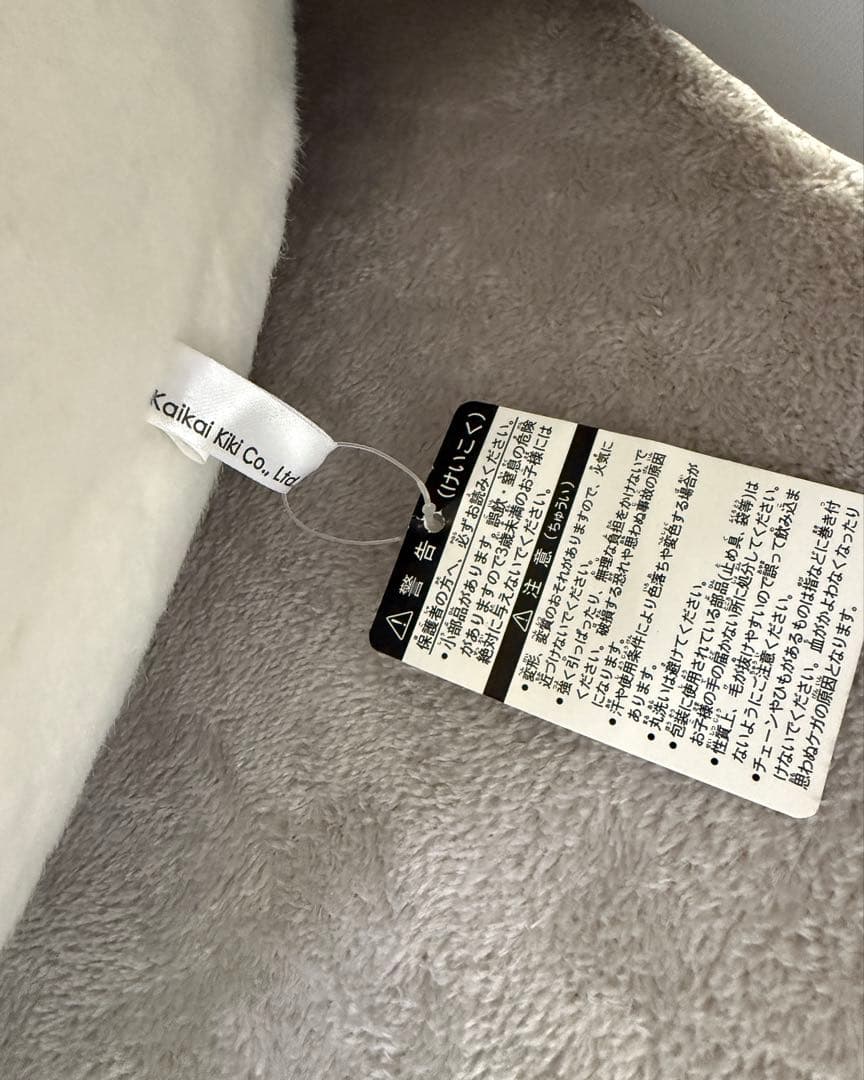 Kaikai Kiki Co., Ltd
警告 (けいこく)
保護者の方へ、必ずお読みください。
・小部品があります。誤飲・窒息の危険
がありますので3歳未満のお子様には
絶対に与えないでください。
注意 (ちゅうい)
・変形、変質のおそれがありますので、火気に
近づけないでください。
・強く引っぱったり、無理な負担をかけないで
ください。破損する恐れや思わぬ事故の原因
になります。
・汗や使用条件により色落ちや変色する場合が
あります。
・丸洗いは避けてください。
・包装に使用されている部品(止め具、袋等)は
お子様の手の届かない所に処分してください。
・性質上、毛が抜けやすいので誤って飲み込ま
ないようにご注意ください。
・チェーンやひもがあるものは指などに巻き付
けないでください。血がかよわなくなったり
思わぬケガの原因となります。